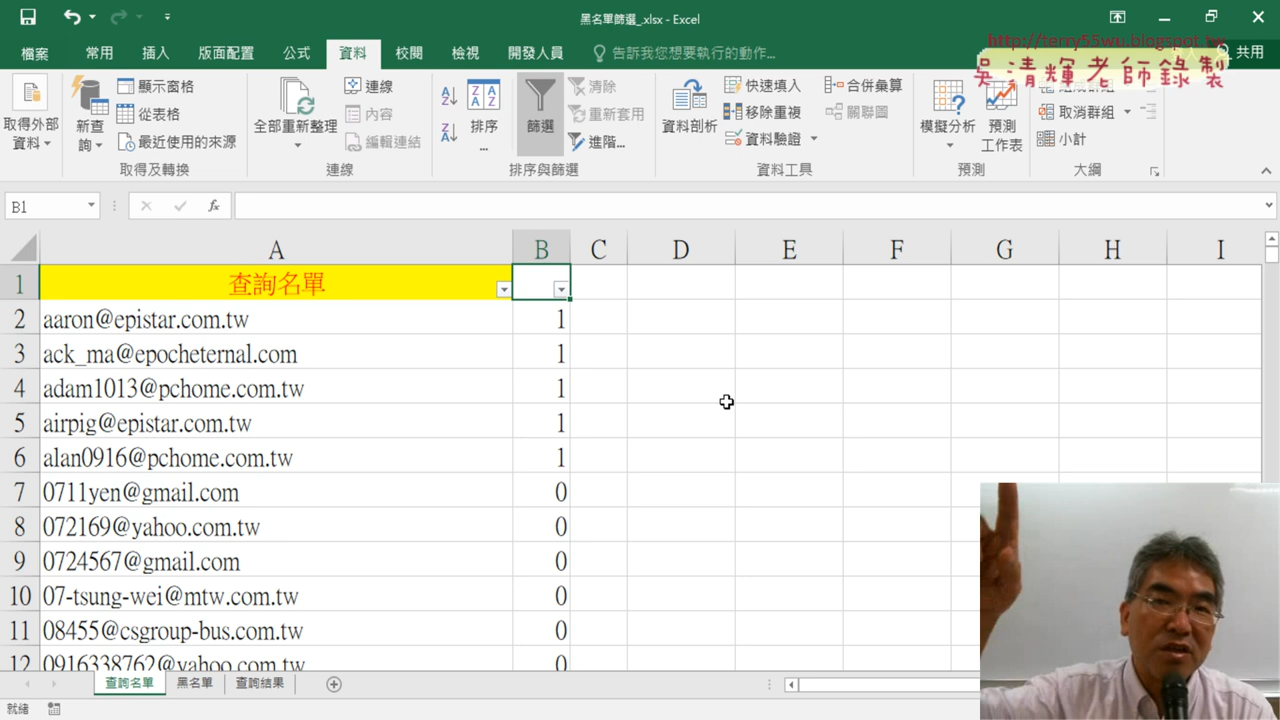 黑名單篩選_.xlsx - Excel
http://terry55wu.blogspot.tw
吳清輝老師錄製
檔案 常用 插入 版面配置 公式 資料 校閱 檢視 開發人員 告訴我您想要執行的動作... 共用
取得外部資料 新查詢 顯示窗格 從表格 最近使用的來源 全部重新整理 連線 內容 編輯連結 排序... 篩選 清除 重新套用 進階... 資料剖析 快速填入 移除重複 資料驗證 合併彙算 關聯圖 模擬分析 預測工作表 取消群組 小計
取得及轉換 連線 排序與篩選 資料工具 預測 大綱
B1 fx
A B C D E F G H I
1 查詢名單
2 aaron@epistar.com.tw 1
3 ack_ma@epocheternal.com 1
4 adam1013@pchome.com.tw 1
5 airpig@epistar.com.tw 1
6 alan0916@pchome.com.tw 1
7 0711yen@gmail.com 0
8 072169@yahoo.com.tw 0
9 0724567@gmail.com 0
10 07-tsung-wei@mtw.com.tw 0
11 08455@csgroup-bus.com.tw 0
12 0916338762@yahoo.com.tw 0
查詢名單 黑名單 查詢結果
就緒